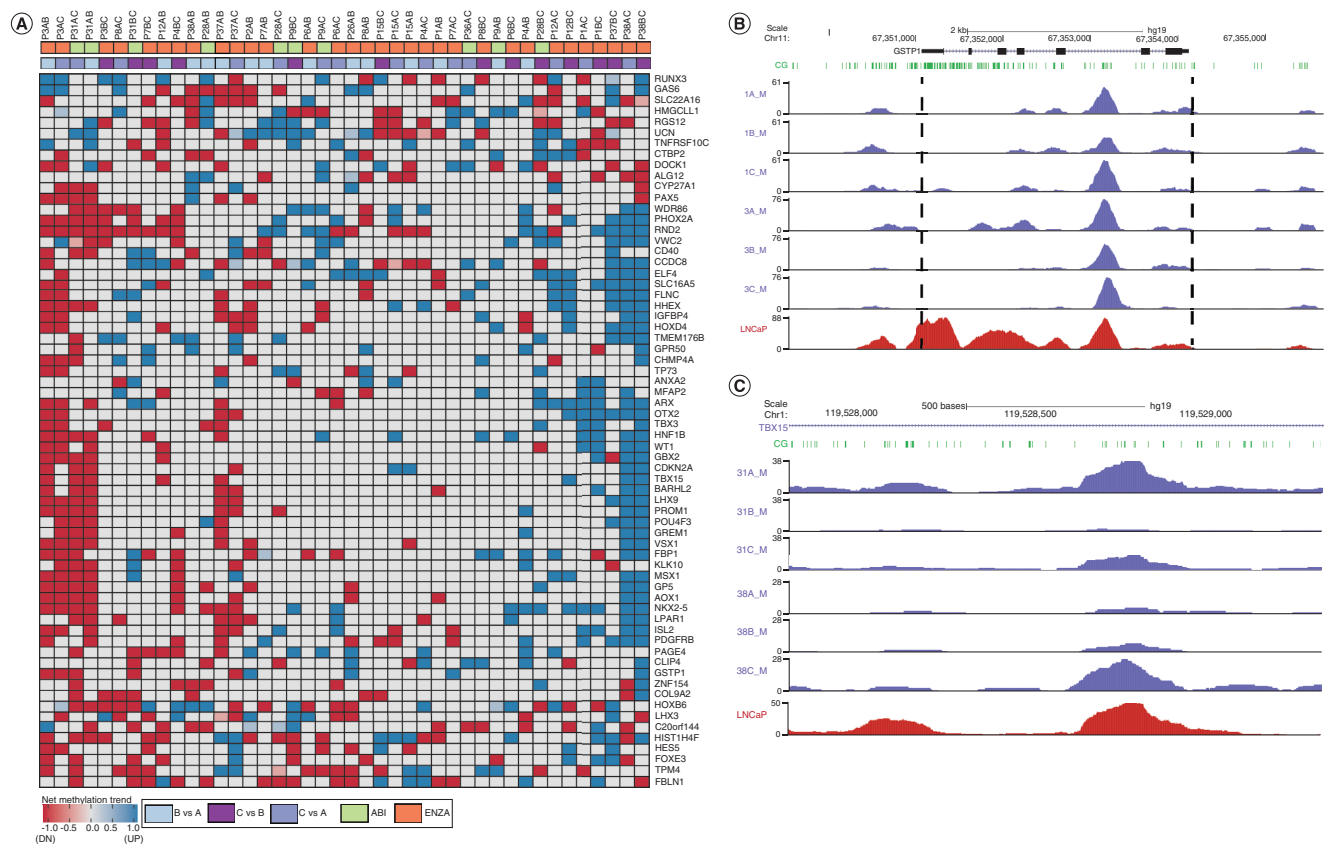 A
P3AB
P3AC
P31AC
P31AB
P3BC
P8AC
P31BC
P7BC
P12AB
P4BC
P38AB
P28AB
P37AB
P37AC
P2AB
P7AB
P28AC
P9BC
P6AB
P9AC
P6AC
P26AB
P8AB
P15BC
P15AC
P4AC
P1AB
P7AC
P36AC
P8BC
P9AB
P6BC
P28BC
P12AC
P12BC
P1AC
P1BC
P37BC
P38AC
P38BC
RUNX3
GAS6
SLC22A16
HMGCLL1
RGS12
UCN
TNFRSF10C
CTBP2
DOCK1
ALG12
CYP27A1
PAX5
WDR86
PHOX2A
RND2
VWC2
CD40
CCDC8
ELF4
SLC16A5
FLNC
HHEX
IGFBP4
HOXD4
TMEM176B
GPR50
CHMP4A
TP73
ANXA2
MFAP2
ARX
OTX2
TBX3
HNF1B
WT1
GBX2
CDKN2A
TBX15
BARHL2
LHX9
PROM1
POU4F3
GREM1
VSX1
FBP1
KLK10
MSX1
GP5
AOX1
NKX2-5
LPAR1
ISL2
PDGFRB
PAGE4
CLIP4
GSTP1
ZNF154
COL9A2
HOXB6
LHX3
C20orf144
HIST1H4F
HES5
FOXE3
TPM4
FBLN1
Net methylation trend
-1.0 -0.5 0.0 0.5 1.0
(DN) (UP)
B vs A
C vs B
C vs A
ABI
ENZA
B
Scale 2 kb hg19
Chr11: 67,351,000 67,352,000 67,353,000 67,354,000 67,355,000
GSTP1
CG
61
1A_M
0
61
1B_M
0
61
1C_M
0
76
3A_M
0
76
3B_M
0
76
3C_M
0
88
LNCaP
0
C
Scale 500 bases hg19
Chr1: 119,528,000 119,528,500 119,529,000
TBX15
CG
38
31A_M
0
38
31B_M
0
38
31C_M
0
28
38A_M
0
28
38B_M
0
28
38C_M
0
50
LNCaP
0